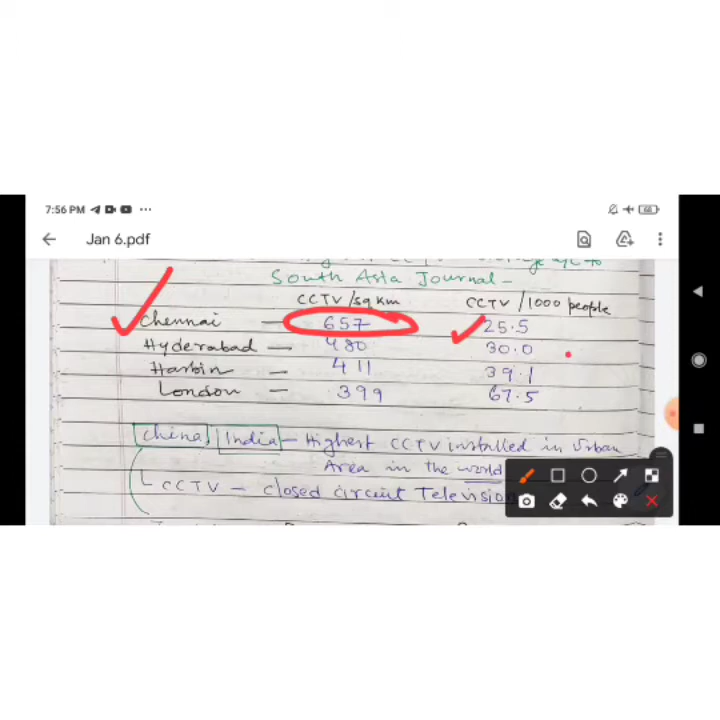 7:56 PM ...
60
Jan 6.pdf
to
South Asia Journal -
CCTV/sq km CCTV/1000 people
Chennai — 657 25.5
Hyderabad — 480 30.0
Harbin — 411 39.1
London — 399 67.5
China, India - Highest CCTV installed in Urban
Area in the world
CCTV - closed circuit Television